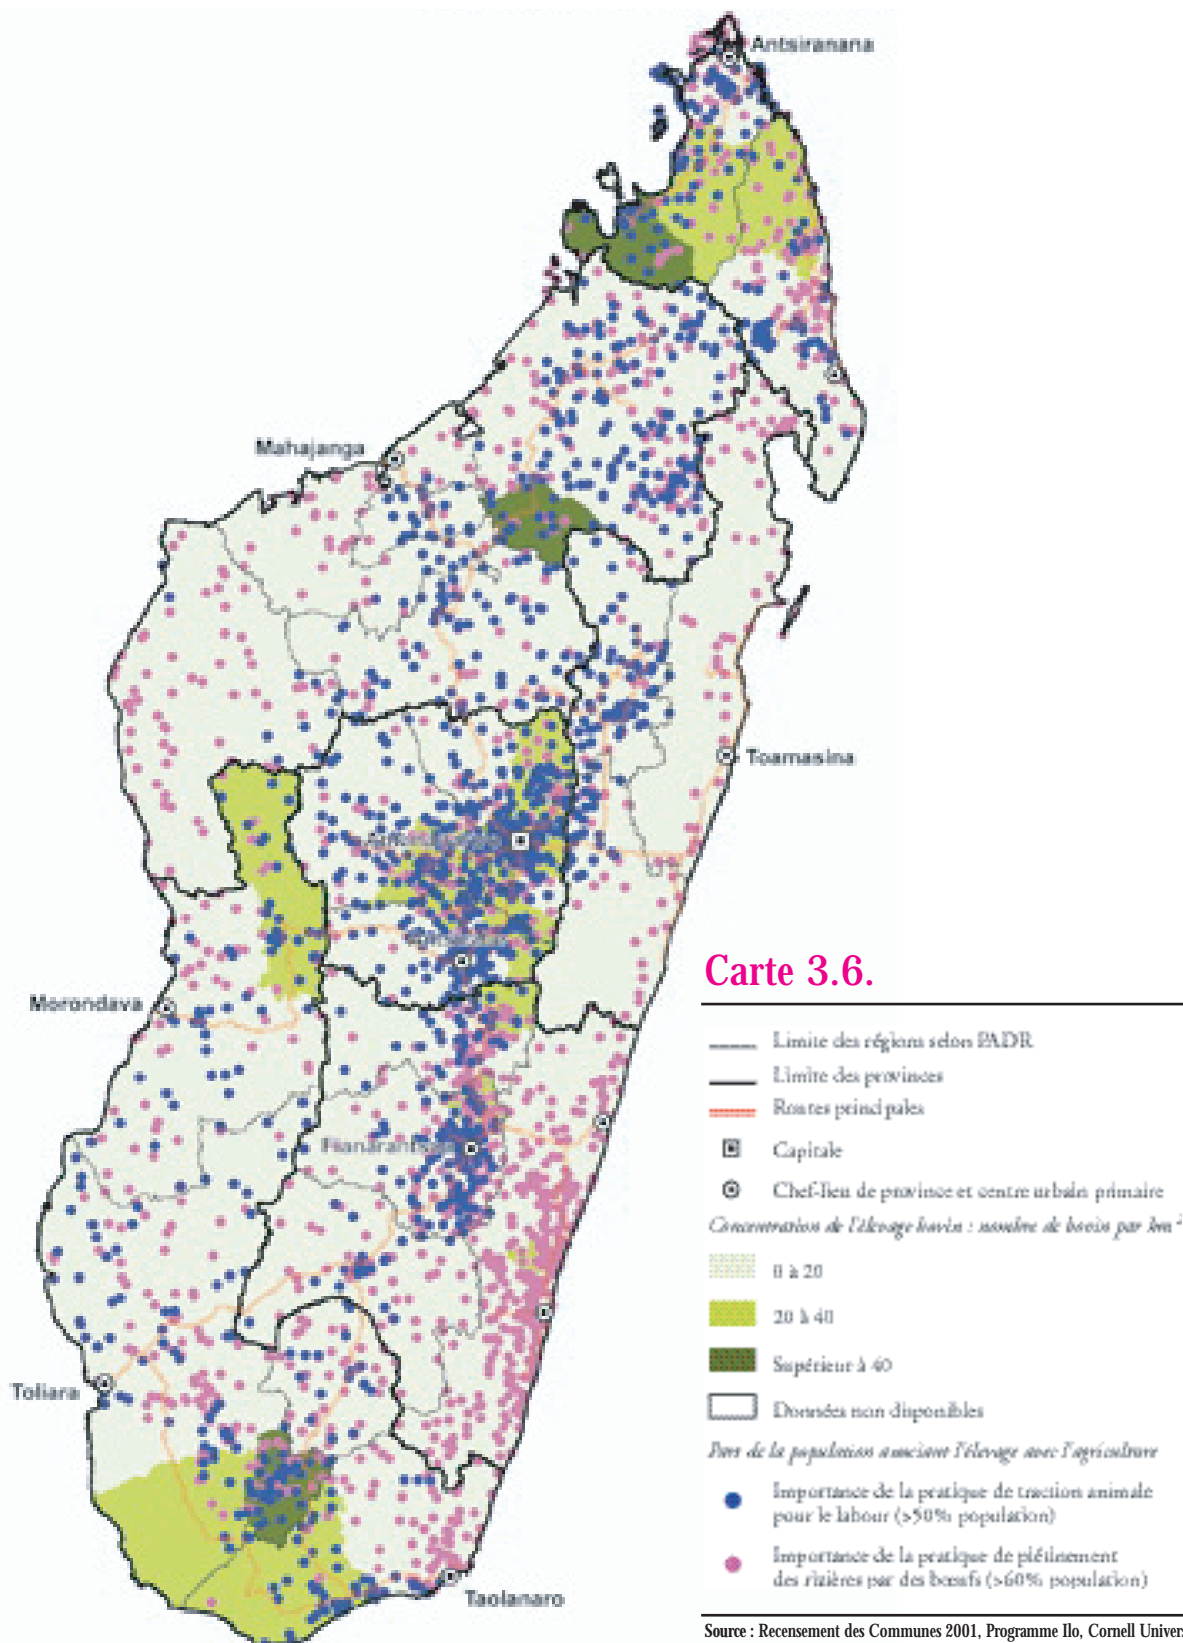 Antsiranana
Mahajanga
Toamasina
Morondava
Fianarantsoa
Toliara
Taolanaro
Carte 3.6.
Limite des régions selon PADR
Limite des provinces
Routes principales
Capitale
Chef-lieu de province et centre urbain primaire
Concentration de l'élevage bovin : nombre de bovin par km²
0 à 20
20 à 40
Supérieur à 40
Données non disponibles
Part de la population associant l'élevage avec l'agriculture
Importance de la pratique de traction animale
pour le labour (>50% population)
Importance de la pratique de piétinement
des rizières par des bœufs (>60% population)
Source : Recensement des Communes 2001, Programme Ilo, Cornell Univers